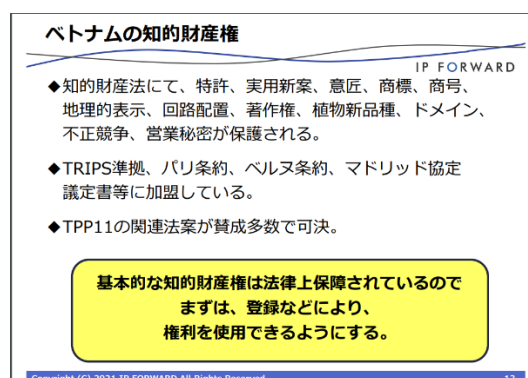 ベトナムの知的財産権
IP FORWARD
◆知的財産法にて、特許、実用新案、意匠、商標、商号、
地理的表示、回路配置、著作権、植物新品種、ドメイン、
不正競争、営業秘密が保護される。
◆TRIPS準拠、パリ条約、ベルヌ条約、マドリッド協定
議定書等に加盟している。
◆TPP11の関連法案が賛成多数で可決。
基本的な知的財産権は法律上保障されているので
まずは、登録などにより、
権利を使用できるようにする。
Copyright (C) 2021 IP FORWARD All Rights Reserved
12